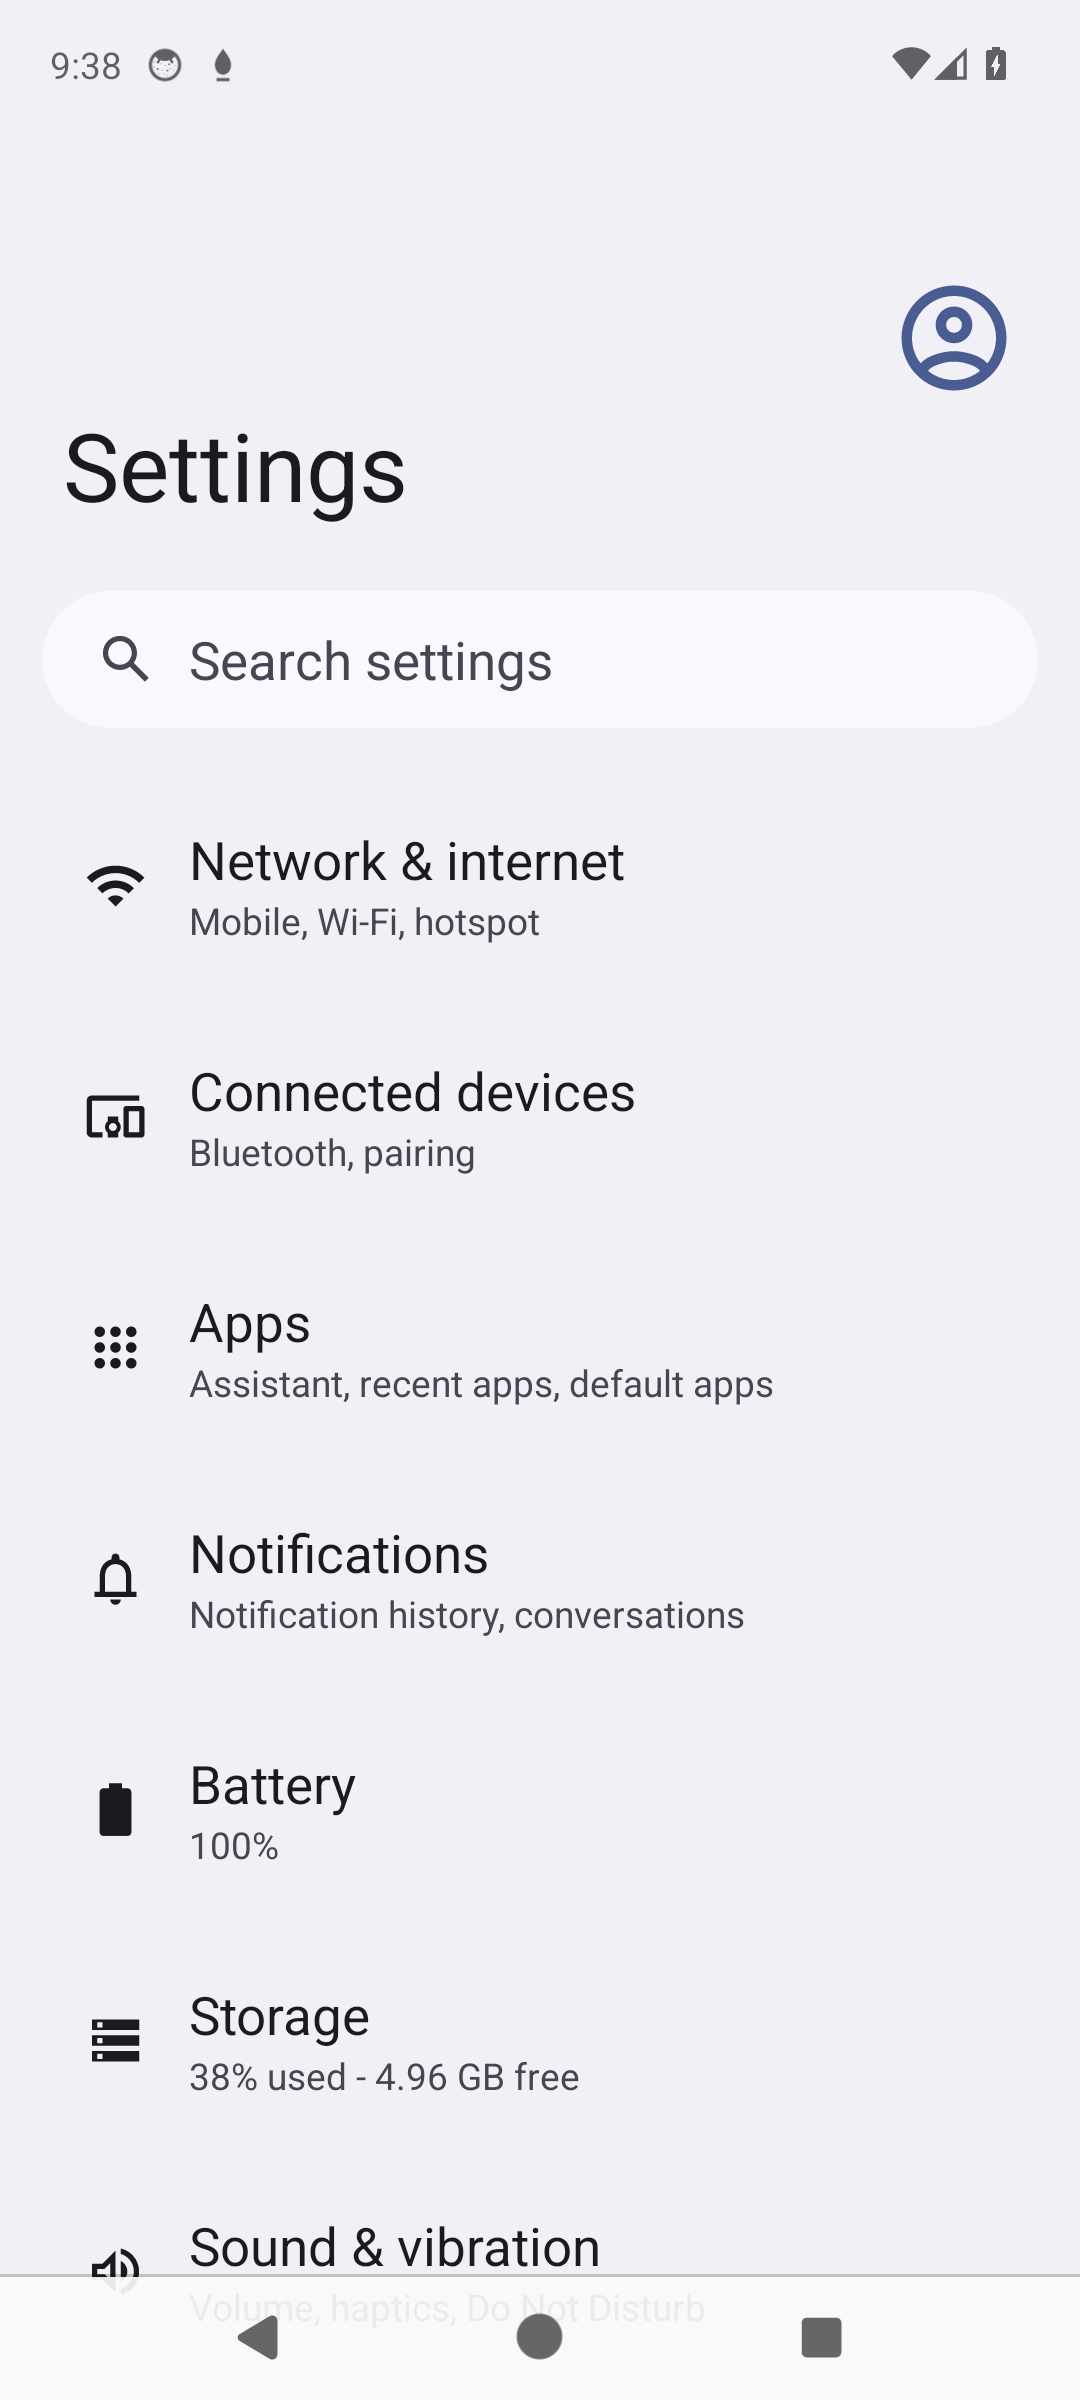 9:38
Settings
Search settings
Network & internet
Mobile, Wi-Fi, hotspot
Connected devices
Bluetooth, pairing
Apps
Assistant, recent apps, default apps
Notifications
Notification history, conversations
Battery
100%
Storage
38% used - 4.96 GB free
Sound & vibration
Volume, haptics, Do Not Disturb